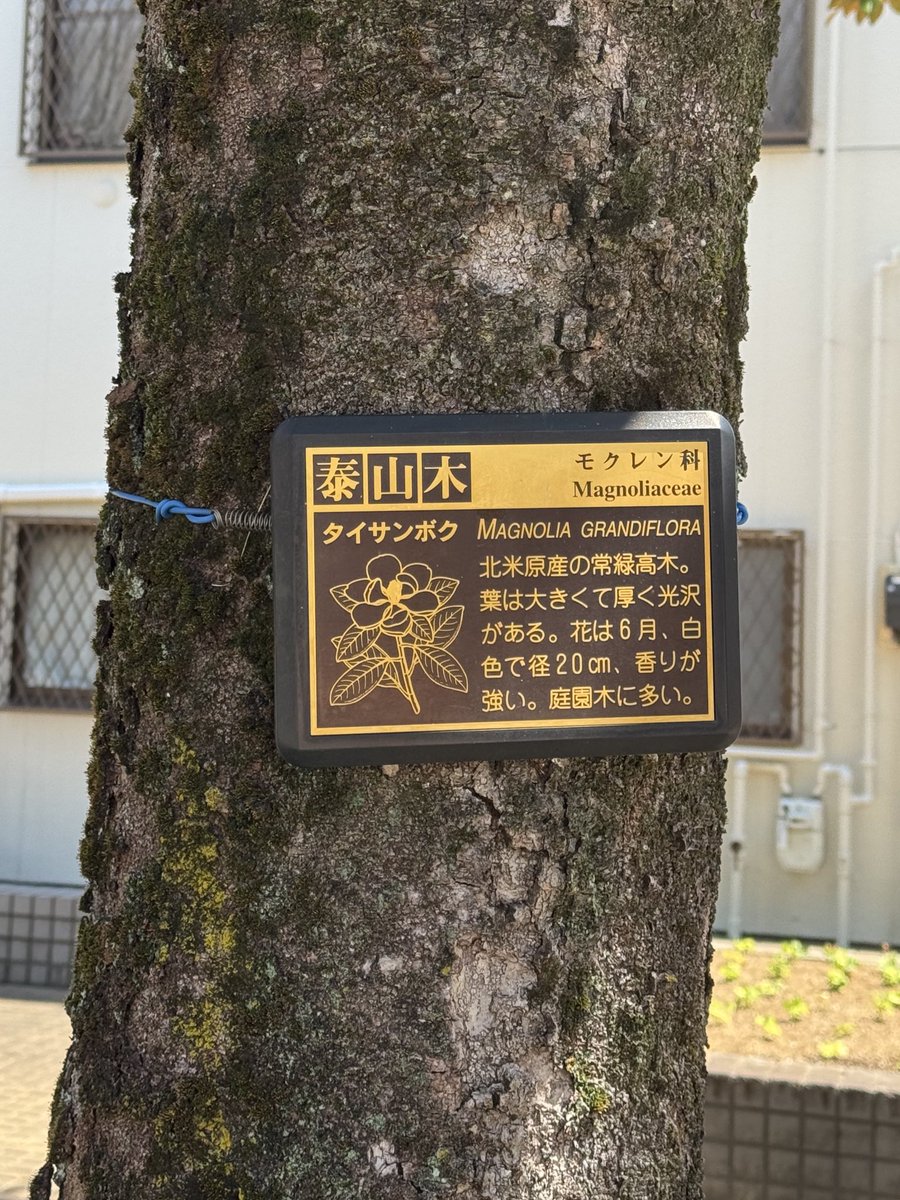 泰山木
モクレン科
Magnoliaceae
タイサンボク
MAGNOLIA GRANDIFLORA
北米原産の常緑高木。
葉は大きくて厚く光沢
がある。花は6月、白
色で径20cm、香りが
強い。庭園木に多い。